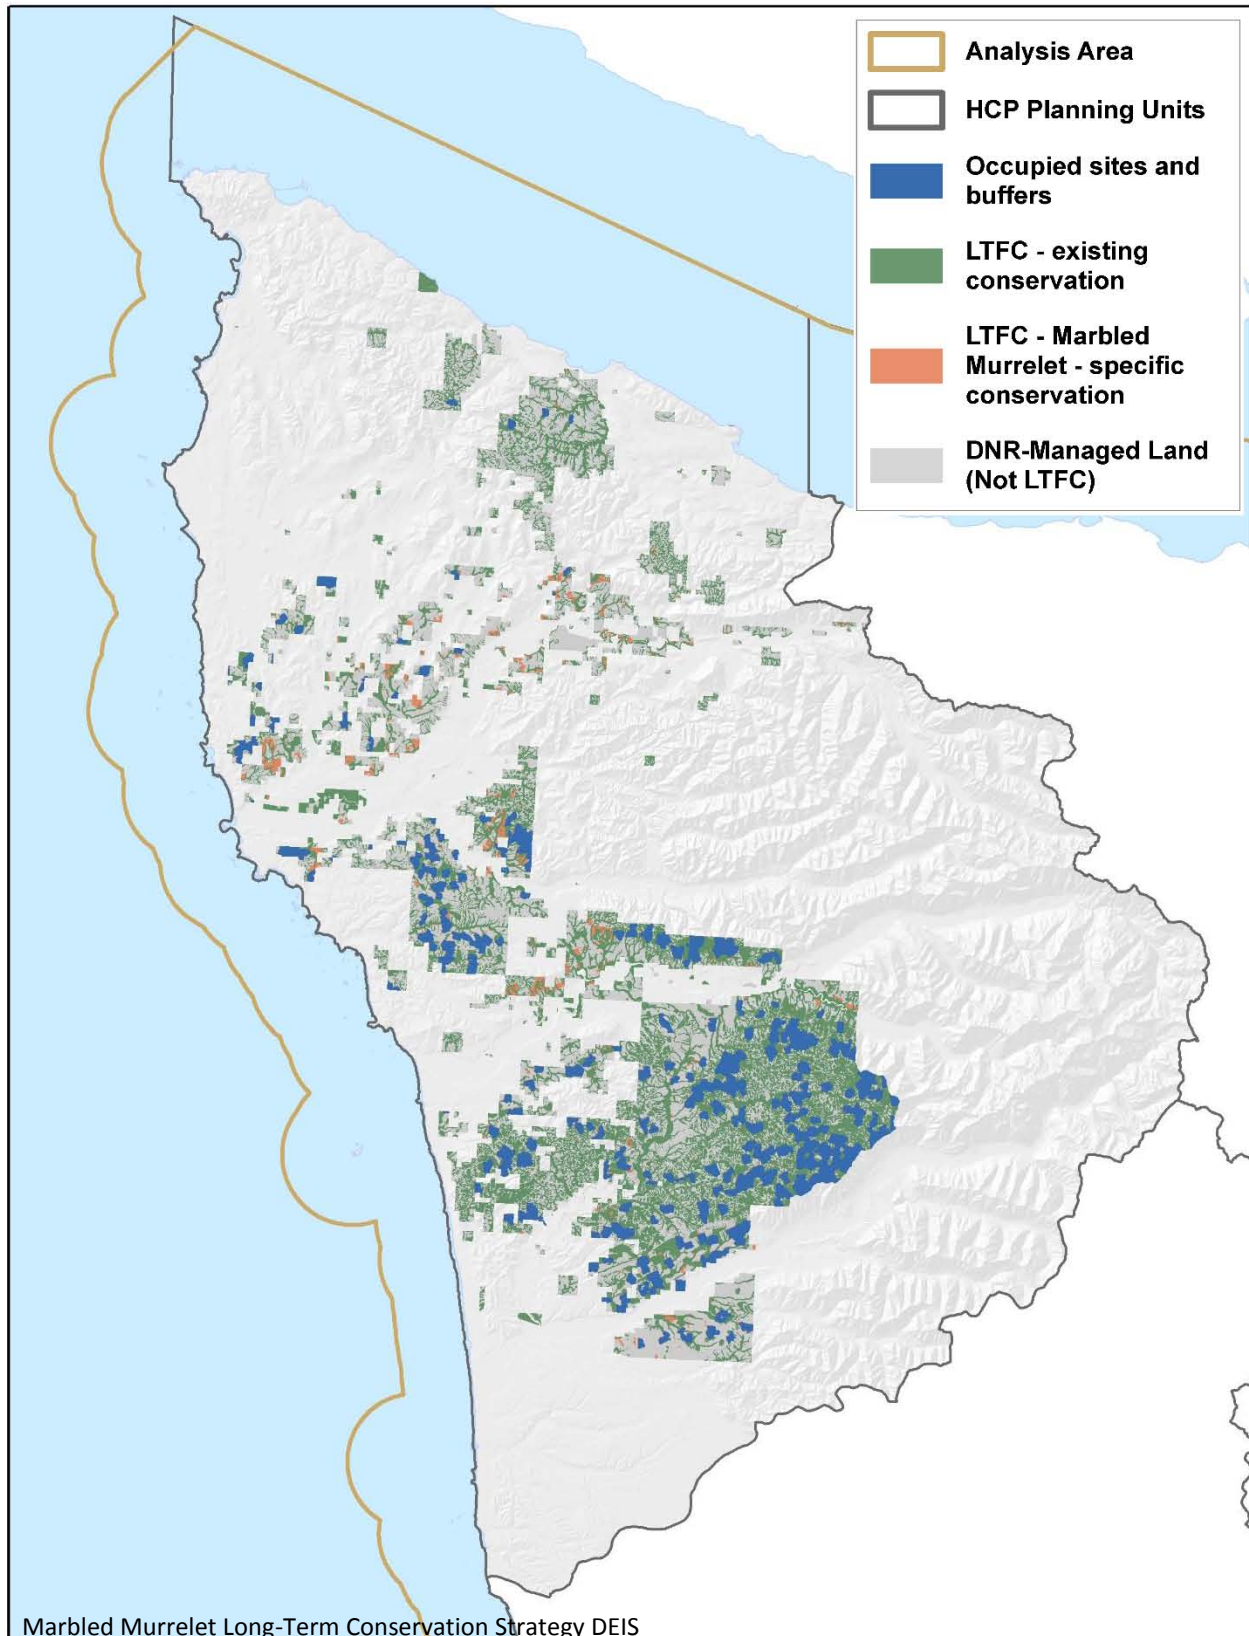 Analysis Area
HCP Planning Units
Occupied sites and
buffers
LTFC - existing
conservation
LTFC - Marbled
Murrelet - specific
conservation
DNR-Managed Land
(Not LTFC)
Marbled Murrelet Long-Term Conservation Strategy DEIS